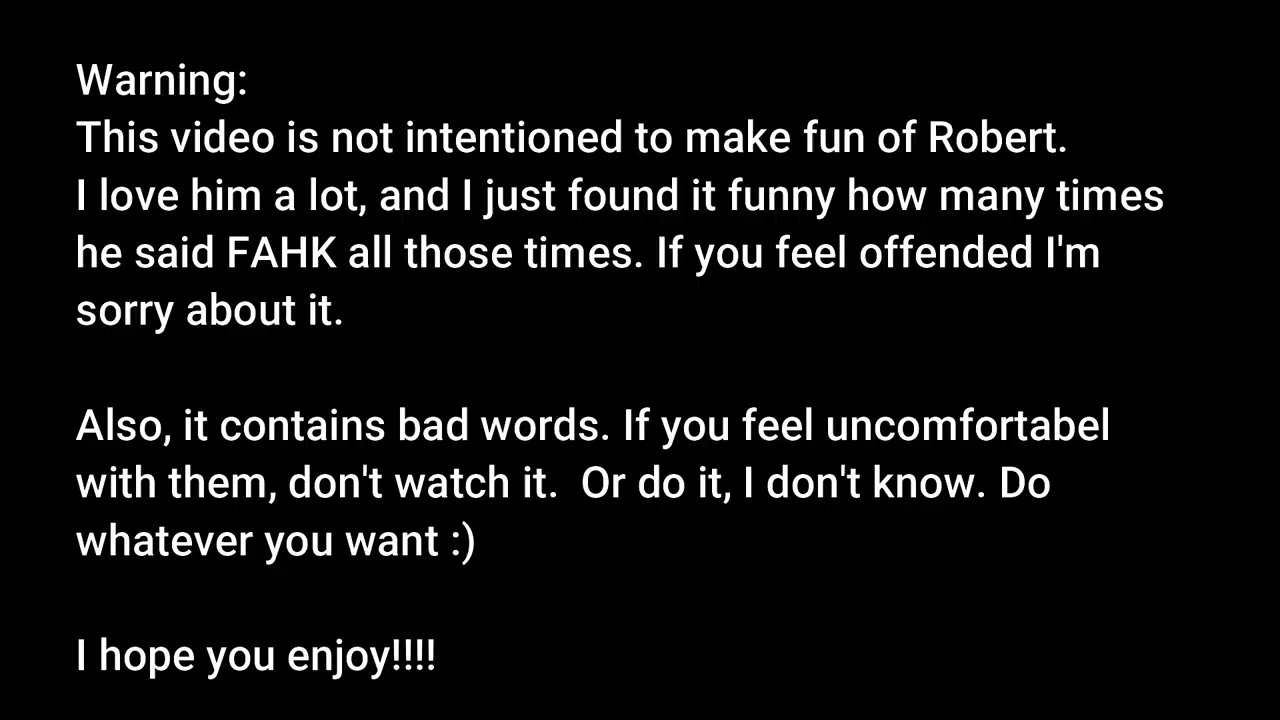 Warning:
This video is not intentioned to make fun of Robert.
I love him a lot, and I just found it funny how many times
he said FAHK all those times. If you feel offended I'm
sorry about it.
Also, it contains bad words. If you feel uncomfortabel
with them, don't watch it.  Or do it, I don't know. Do
whatever you want :)
I hope you enjoy!!!!